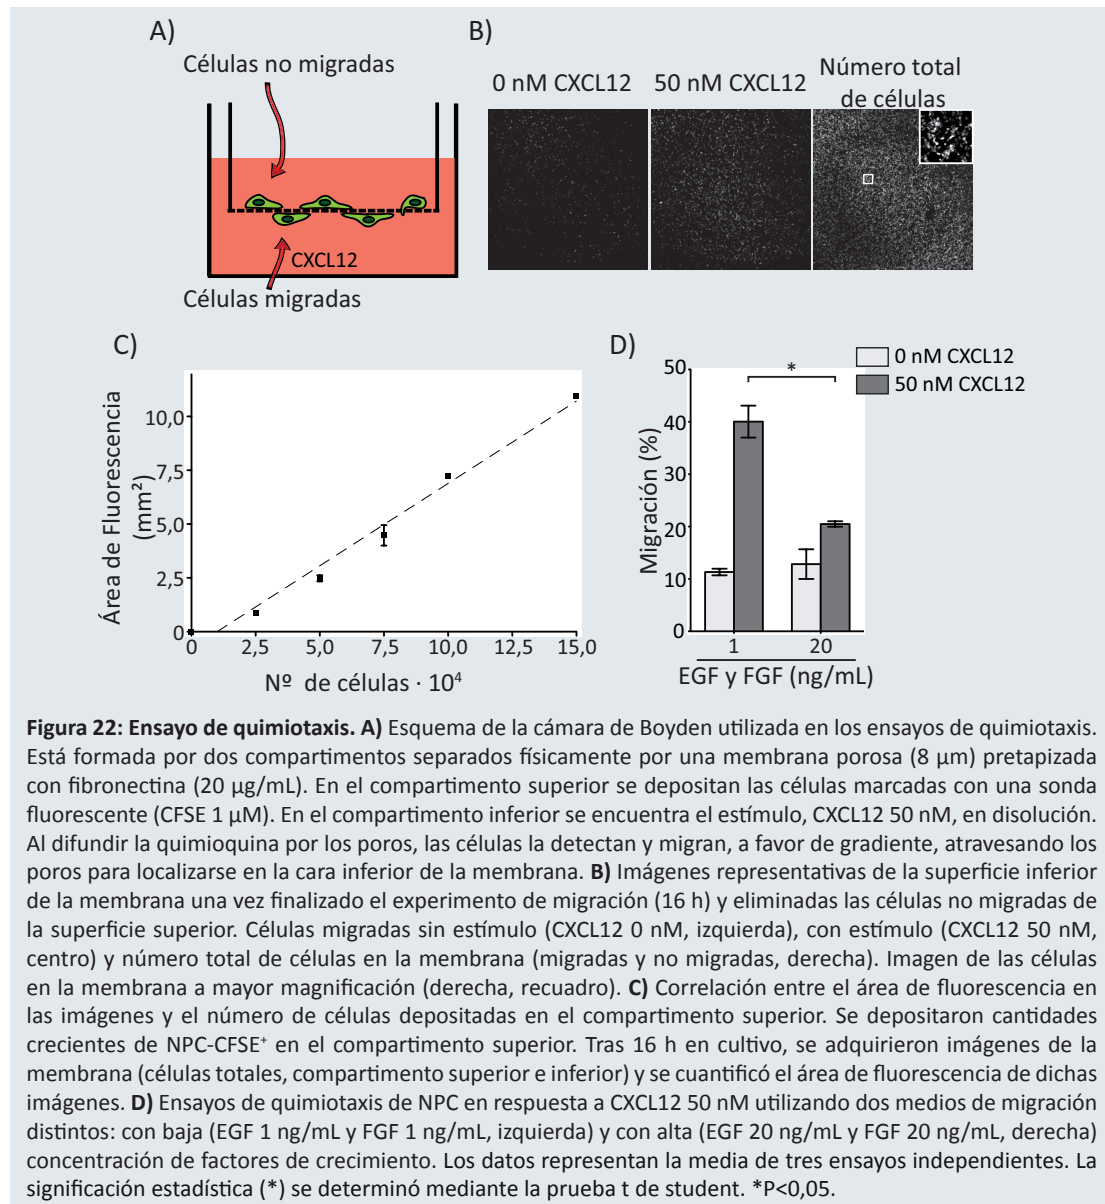 A)
Células no migradas
CXCL12
Células migradas
B)
0 nM CXCL12
50 nM CXCL12
Número total
de células
C)
Área de Fluorescencia
(mm²)
10,0
7,5
5,0
2,5
0
0
2,5
5,0
7,5
10,0
12,5
15,0
Nº de células · 10⁴
D)
0 nM CXCL12
50 nM CXCL12
*
Migración (%)
50
40
30
20
10
0
1
20
EGF y FGF (ng/mL)
Figura 22: Ensayo de quimiotaxis. A) Esquema de la cámara de Boyden utilizada en los ensayos de quimiotaxis.
Está formada por dos compartimentos separados físicamente por una membrana porosa (8 μm) pretapizada
con fibronectina (20 μg/mL). En el compartimento superior se depositan las células marcadas con una sonda
fluorescente (CFSE 1 μM). En el compartimento inferior se encuentra el estímulo, CXCL12 50 nM, en disolución.
Al difundir la quimioquina por los poros, las células la detectan y migran, a favor de gradiente, atravesando los
poros para localizarse en la cara inferior de la membrana. B) Imágenes representativas de la superficie inferior
de la membrana una vez finalizado el experimento de migración (16 h) y eliminadas las células no migradas de
la superficie superior. Células migradas sin estímulo (CXCL12 0 nM, izquierda), con estímulo (CXCL12 50 nM,
centro) y número total de células en la membrana (migradas y no migradas, derecha). Imagen de las células
en la membrana a mayor magnificación (derecha, recuadro). C) Correlación entre el área de fluorescencia en
las imágenes y el número de células depositadas en el compartimento superior. Se depositaron cantidades
crecientes de NPC-CFSE⁺ en el compartimento superior. Tras 16 h en cultivo, se adquirieron imágenes de la
membrana (células totales, compartimento superior e inferior) y se cuantificó el área de fluorescencia de dichas
imágenes. D) Ensayos de quimiotaxis de NPC en respuesta a CXCL12 50 nM utilizando dos medios de migración
distintos: con baja (EGF 1 ng/mL y FGF 1 ng/mL, izquierda) y con alta (EGF 20 ng/mL y FGF 20 ng/mL, derecha)
concentración de factores de crecimiento. Los datos representan la media de tres ensayos independientes. La
significación estadística (*) se determinó mediante la prueba t de student. *P<0,05.